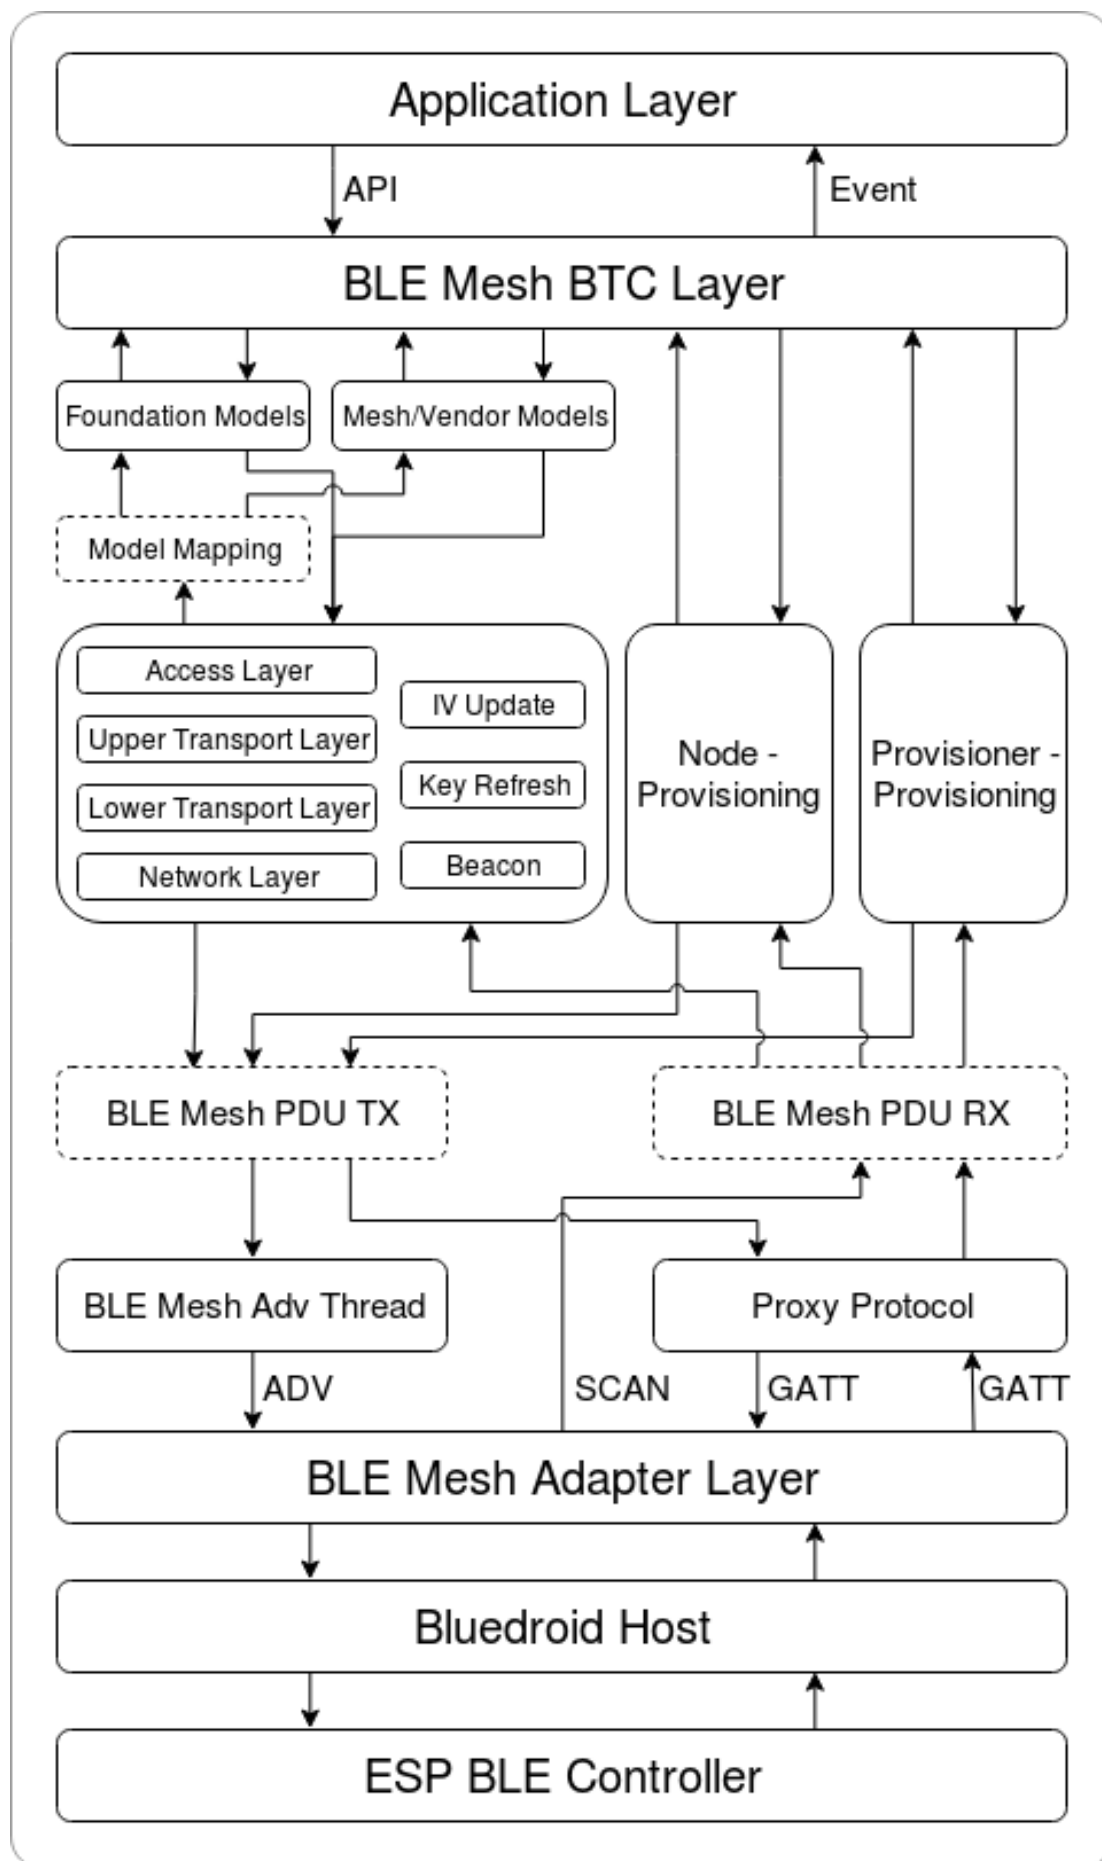 Application Layer
API
Event
BLE Mesh BTC Layer
Foundation Models
Mesh/Vendor Models
Model Mapping
Access Layer
Upper Transport Layer
Lower Transport Layer
Network Layer
IV Update
Key Refresh
Beacon
Node -
Provisioning
Provisioner -
Provisioning
BLE Mesh PDU TX
BLE Mesh PDU RX
BLE Mesh Adv Thread
Proxy Protocol
ADV
SCAN
GATT
GATT
BLE Mesh Adapter Layer
Bluedroid Host
ESP BLE Controller